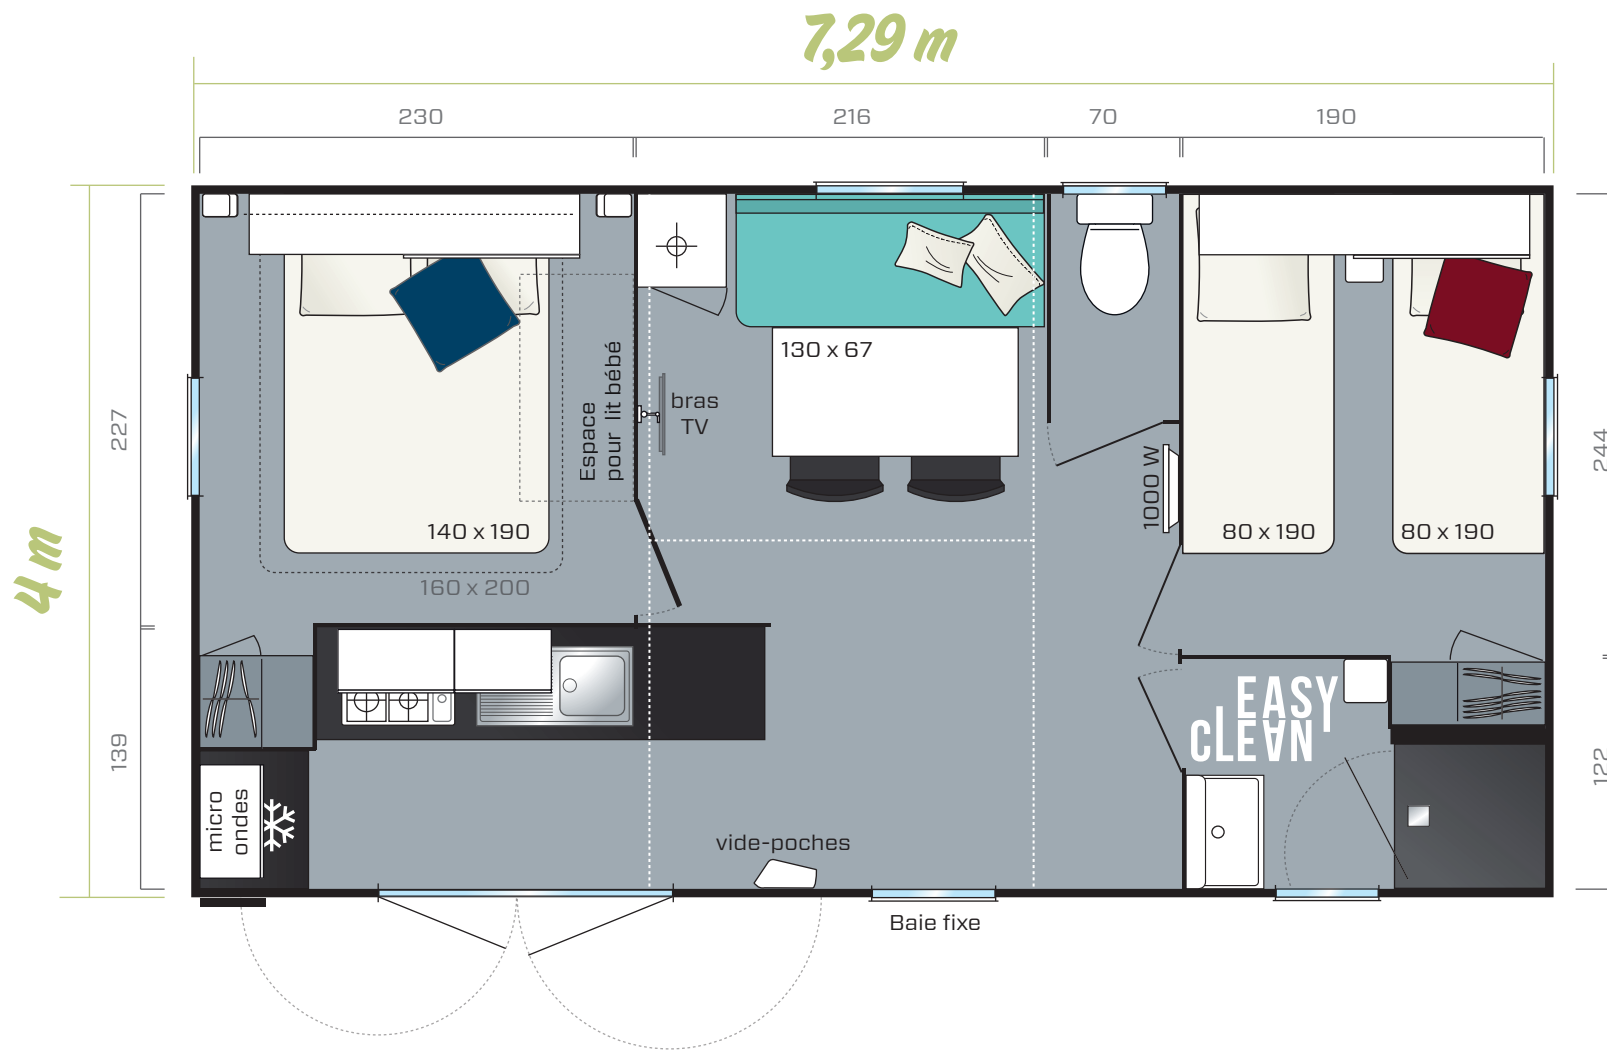 7,29 m
230
216
70
190
4 m
227
139
244
122
Espace
pour lit bébé
140 x 190
160 x 200
bras
TV
130 x 67
1000 W
80 x 190
80 x 190
EASY
CLEAN
micro
ondes
vide-poches
Baie fixe